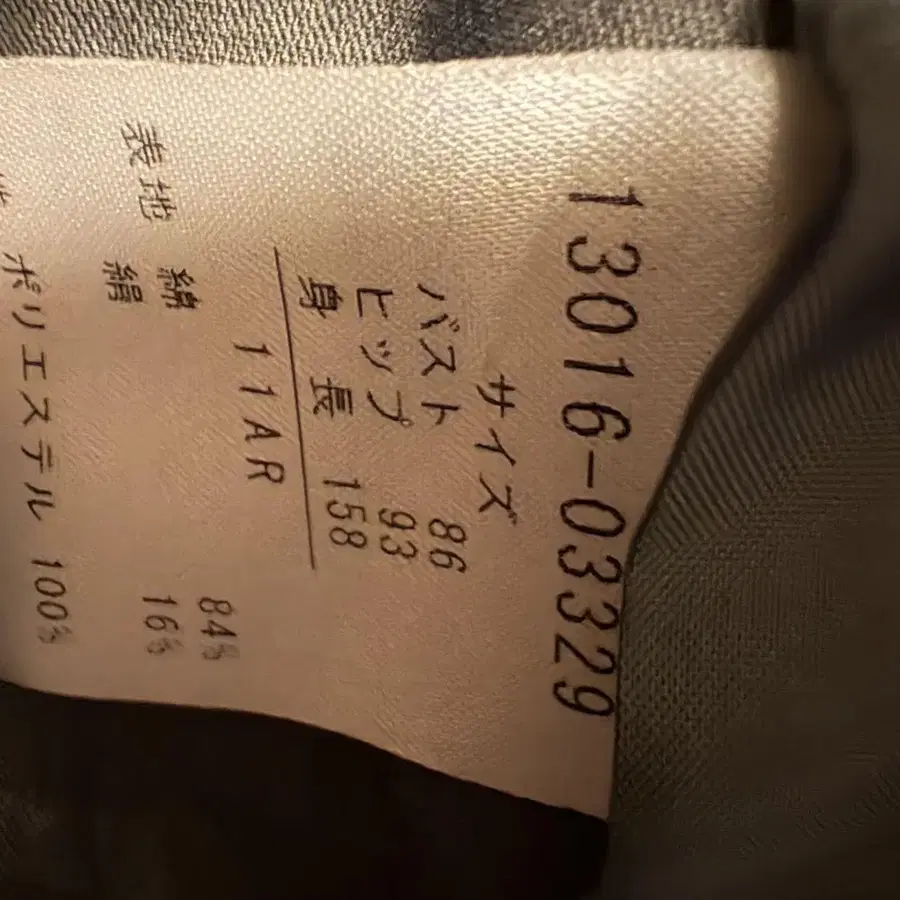 13016-03329
サイズ
バスト 86
ヒップ 93
身長 158
11AR
表地 綿 84%
絹 16%
ポリエステル 100%